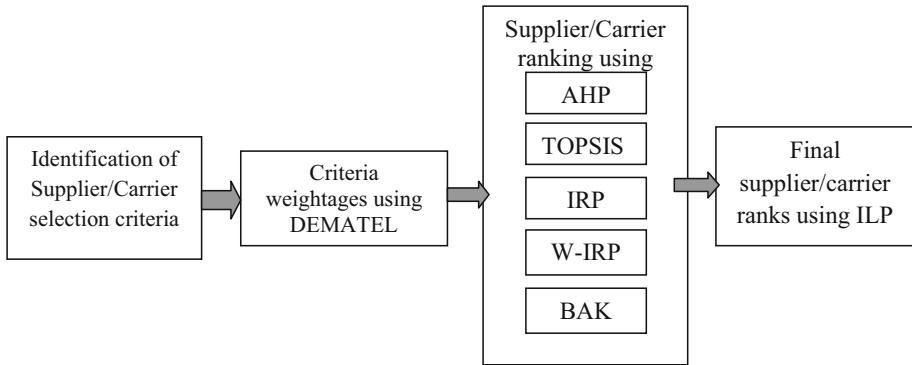 Identification of
Supplier/Carrier
selection criteria
Criteria
weightages using
DEMATEL
Supplier/Carrier
ranking using
AHP
TOPSIS
IRP
W-IRP
BAK
Final
supplier/carrier
ranks using ILP